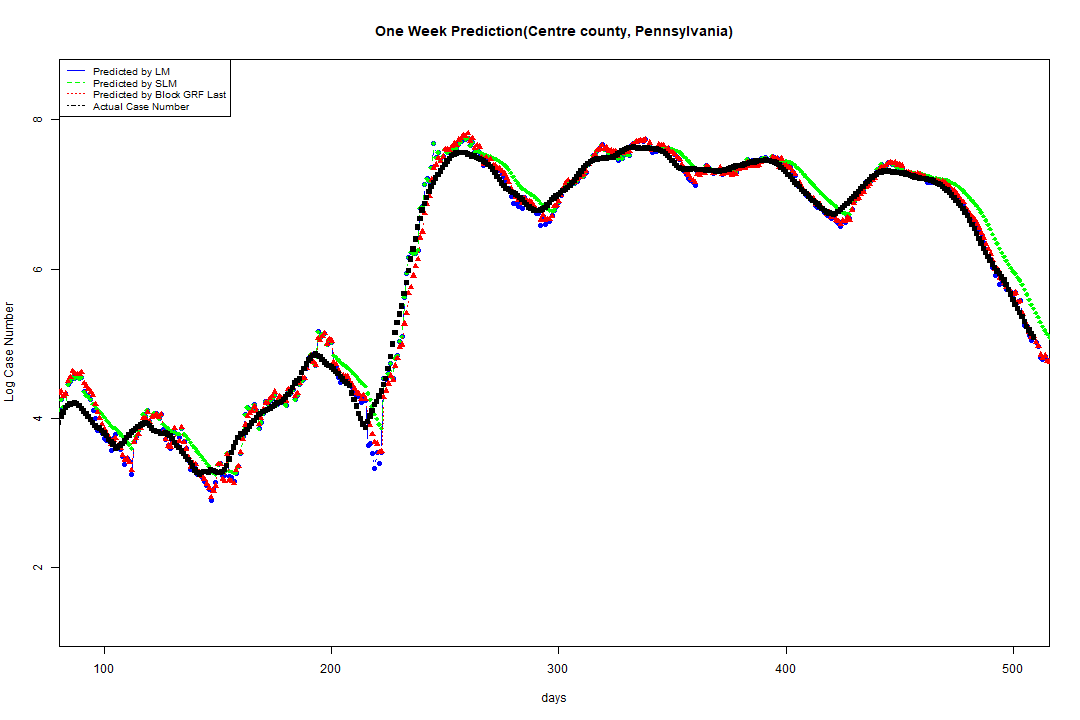 One Week Prediction(Centre county, Pennsylvania)
Predicted by LM
Predicted by SLM
Predicted by Block GRF Last
Actual Case Number
8
6
4
2
Log Case Number
100 200 300 400 500
days